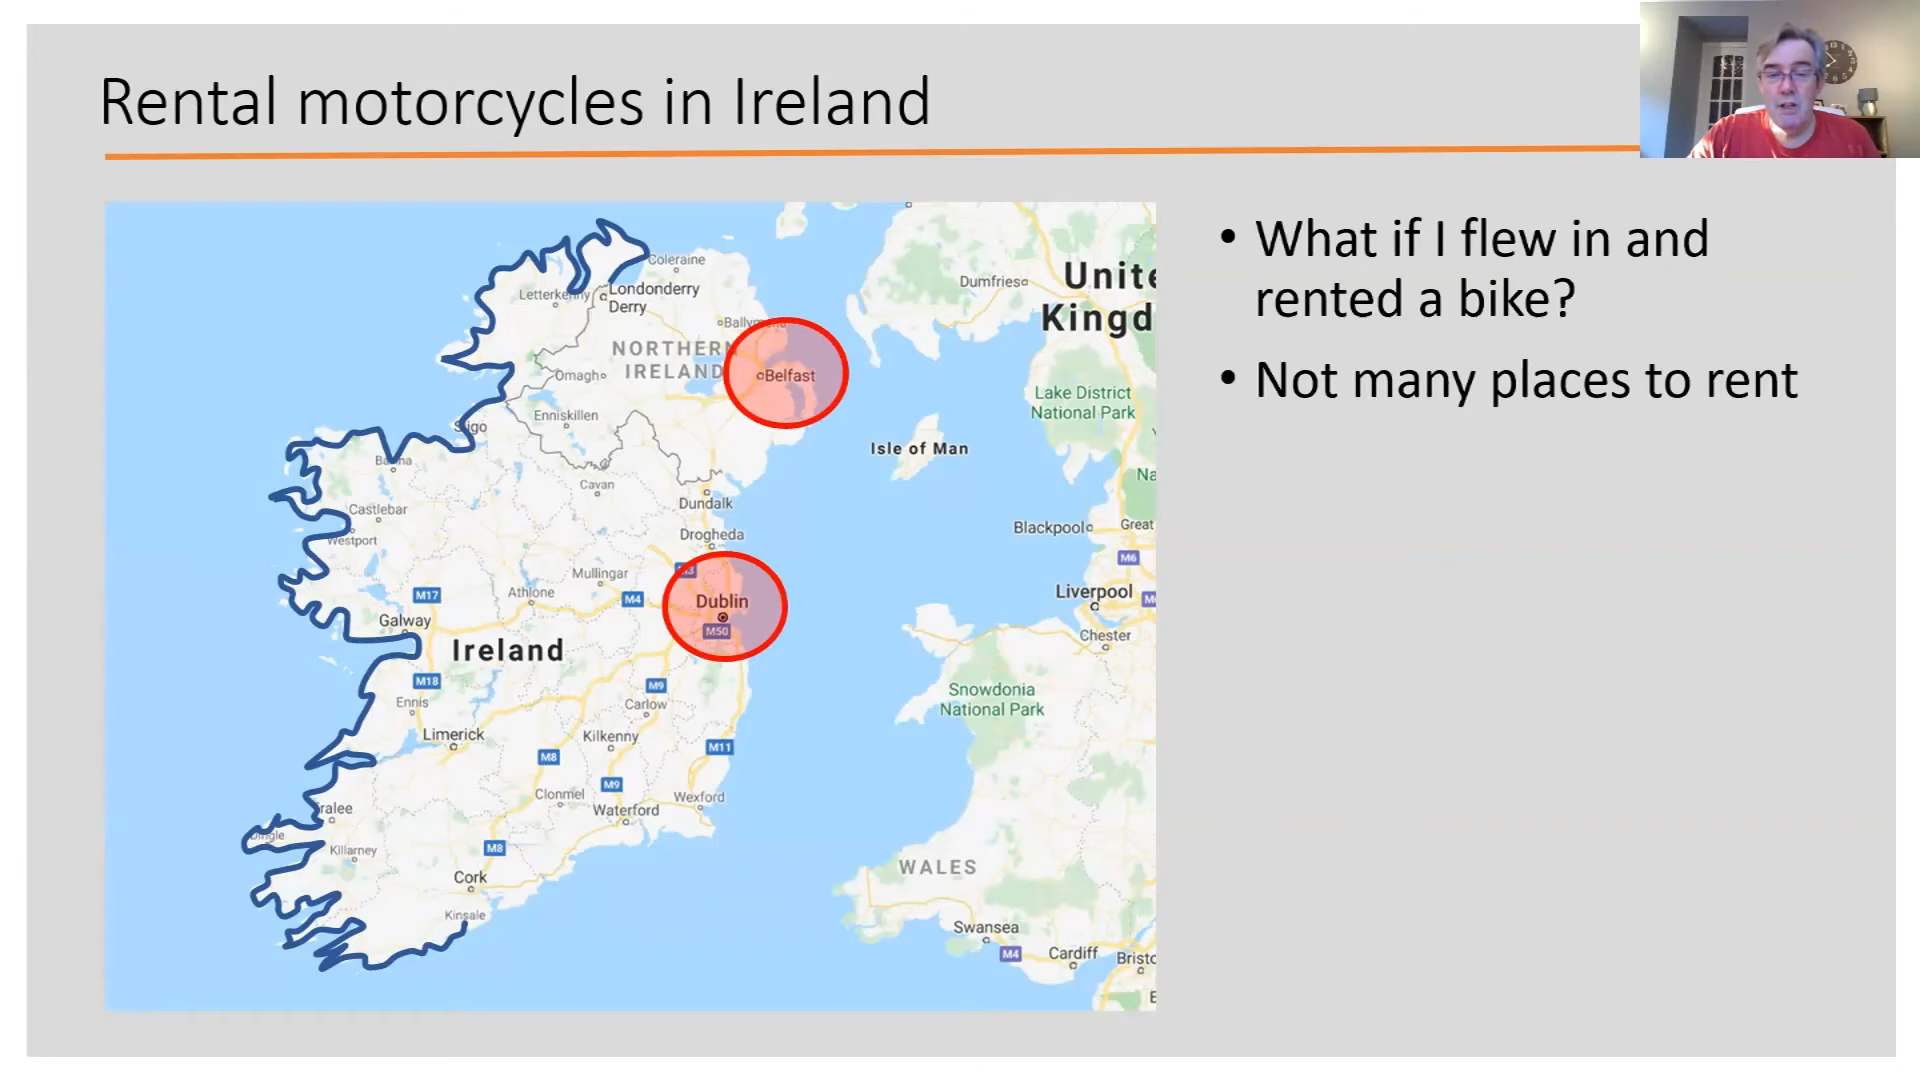 Rental motorcycles in Ireland
• What if I flew in and
rented a bike?
• Not many places to rent
Coleraine
Londonderry
Derry
Letterkenny
NORTHERN
IRELAND
Belfast
Omagh
Enniskillen
Sligo
Castlebar
Westport
Cavan
Dundalk
Drogheda
Mullingar
Athlone
Dublin
M50
M4
M17
Galway
Ireland
M18
Ennis
Limerick
M9
Carlow
Kilkenny
M11
M8
M9
Clonmel
Waterford
Wexford
Tralee
Killarney
M8
Cork
Kinsale
Dumfries
Unite
Kingd
Lake District
National Park
Isle of Man
Na
Blackpool
Great
M6
Liverpool
Chester
Snowdonia
National Park
WALES
Swansea
M4
Cardiff
Bristo